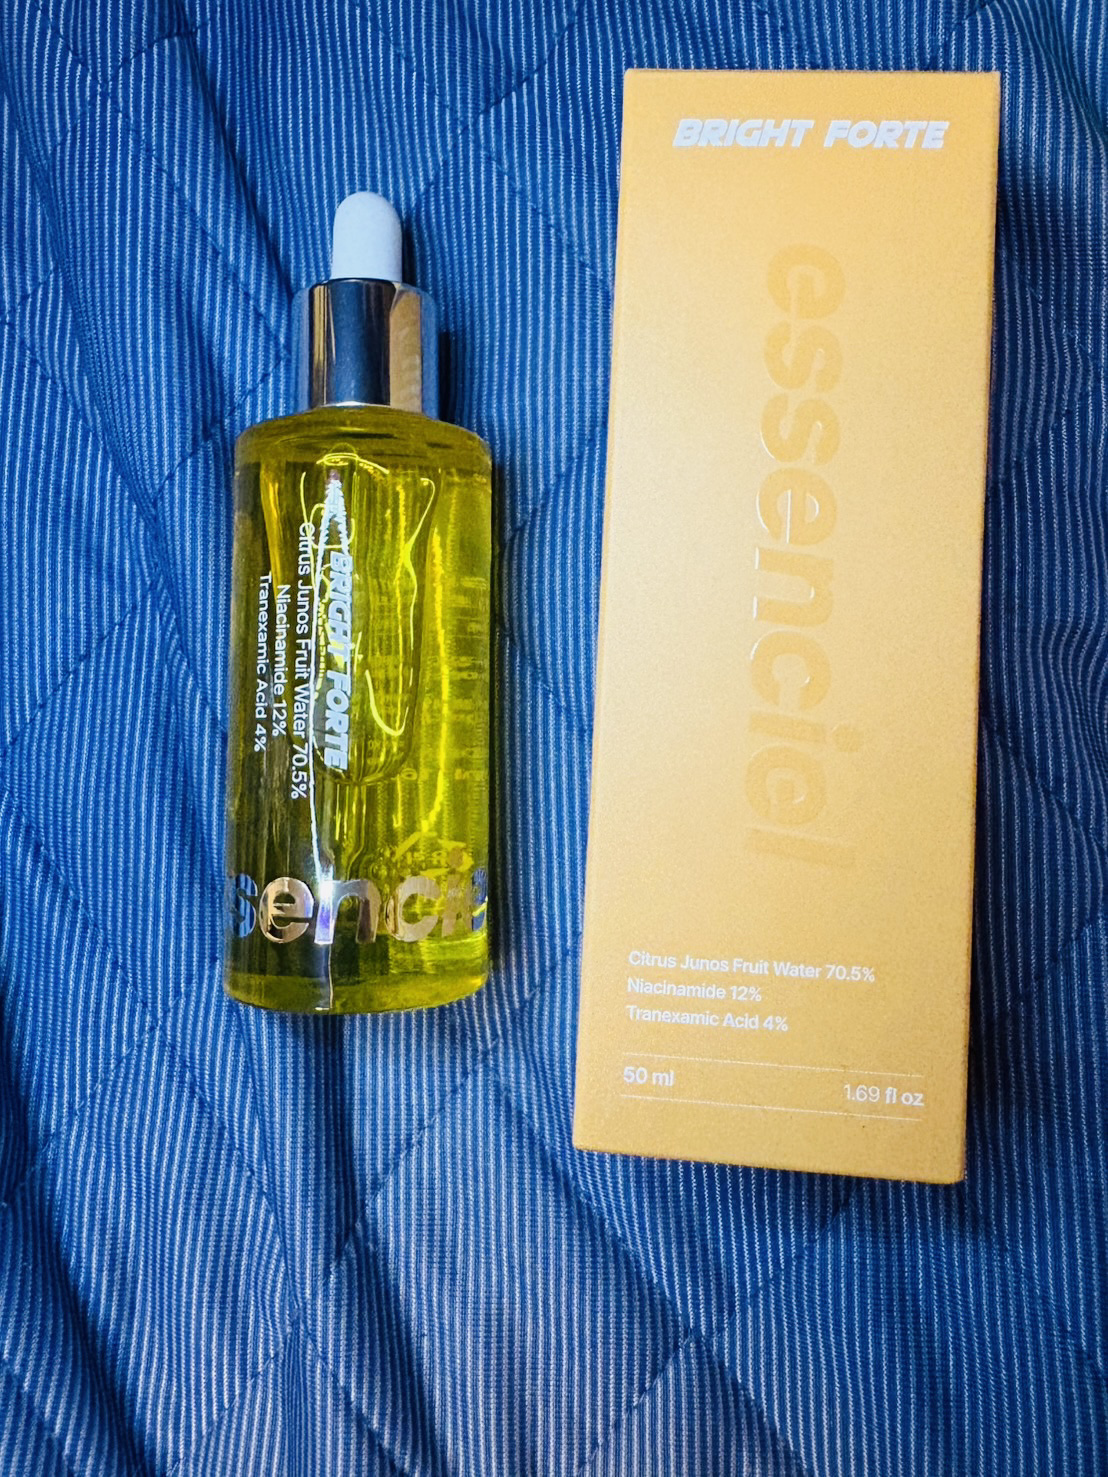 BRIGHT FORTE
Citrus Junos Fruit Water 70.5%
Niacinamide 12%
Tranexamic Acid 4%
senci
BRIGHT FORTE
essenciel
Citrus Junos Fruit Water 70.5%
Niacinamide 12%
Tranexamic Acid 4%
50 ml
1.69 fl oz